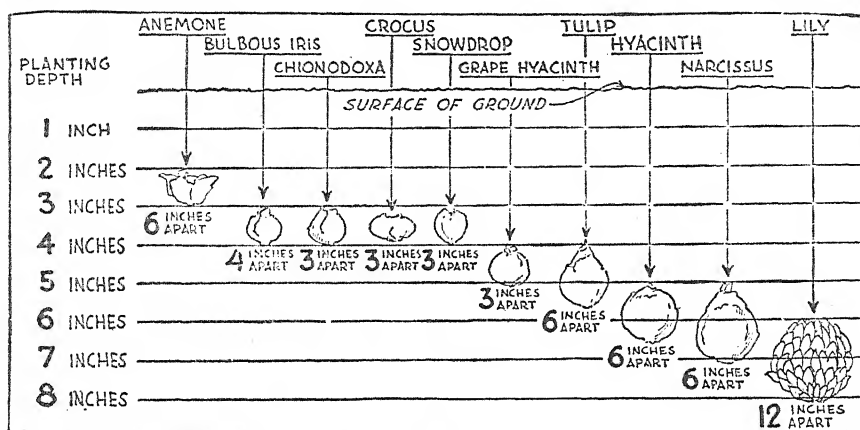 ANEMONE
CROCUS
TULIP
LILY
BULBOUS IRIS
SNOWDROP
HYACINTH
CHIONODOXA
GRAPE HYACINTH
NARCISSUS
PLANTING
DEPTH
SURFACE OF GROUND
1 INCH
2 INCHES
3 INCHES
6 INCHES APART
4 INCHES
4 INCHES APART
3 INCHES APART
3 INCHES APART
3 INCHES APART
5 INCHES
3 INCHES APART
6 INCHES
6 INCHES APART
7 INCHES
6 INCHES APART
6 INCHES APART
8 INCHES
12 INCHES APART